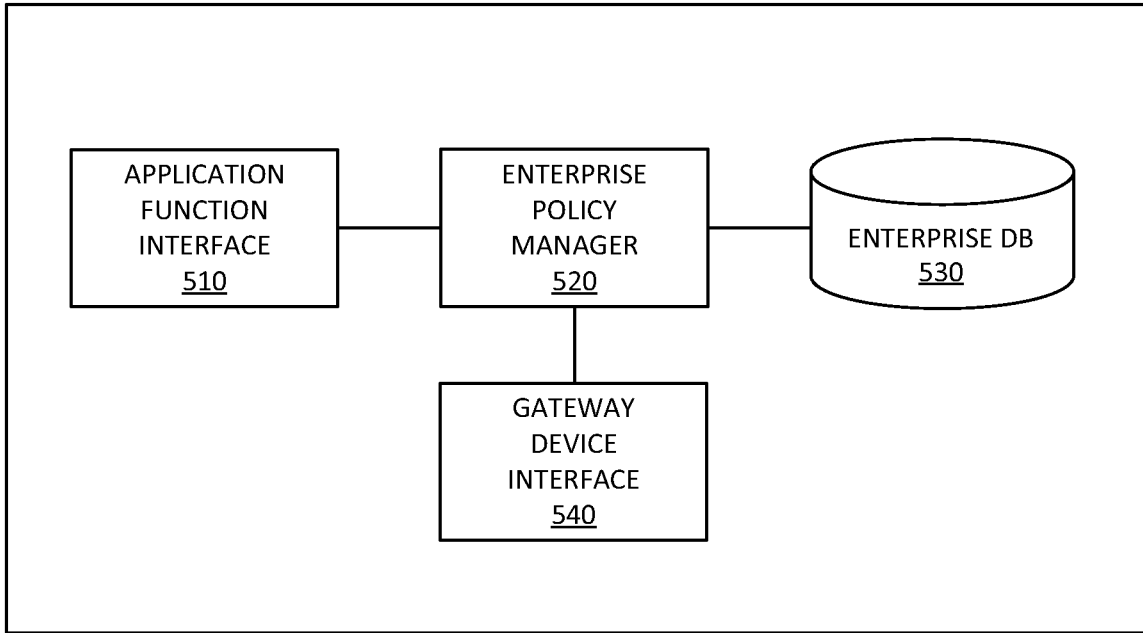 APPLICATION
FUNCTION
INTERFACE
510
ENTERPRISE
POLICY
MANAGER
520
ENTERPRISE DB
530
GATEWAY
DEVICE
INTERFACE
540